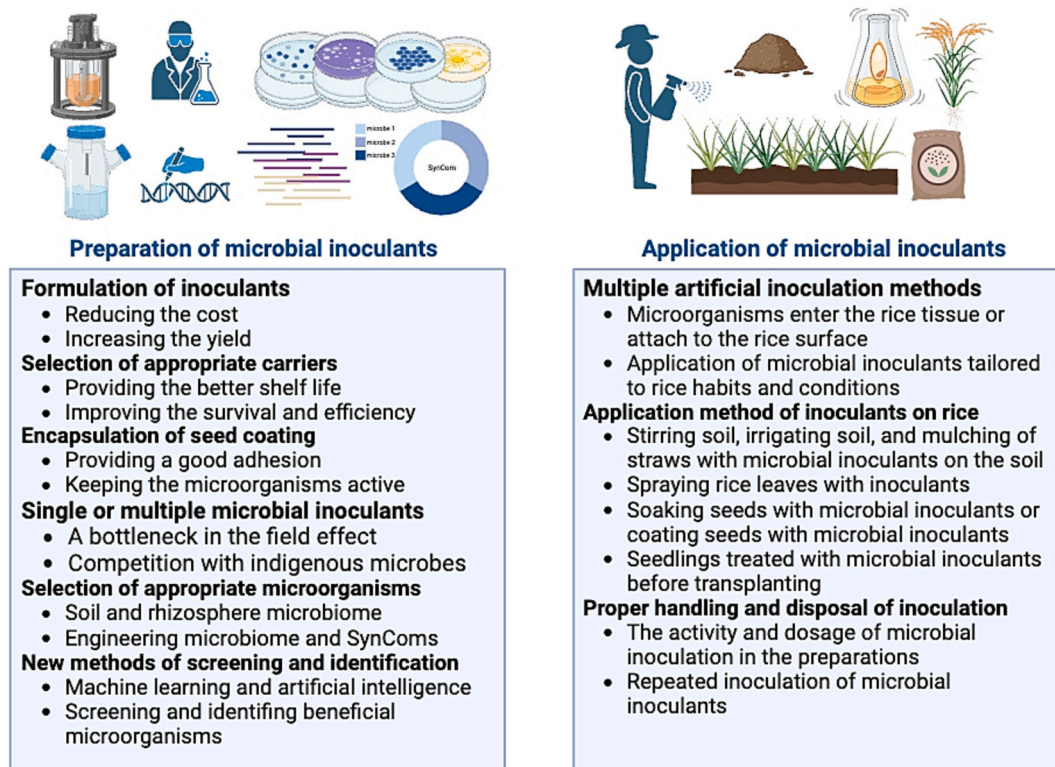 microbe 1
microbe 2
microbe 3
SynCom
Preparation of microbial inoculants
Formulation of inoculants
• Reducing the cost
• Increasing the yield
Selection of appropriate carriers
• Providing the better shelf life
• Improving the survival and efficiency
Encapsulation of seed coating
• Providing a good adhesion
• Keeping the microorganisms active
Single or multiple microbial inoculants
• A bottleneck in the field effect
• Competition with indigenous microbes
Selection of appropriate microorganisms
• Soil and rhizosphere microbiome
• Engineering microbiome and SynComs
New methods of screening and identification
• Machine learning and artificial intelligence
• Screening and identifing beneficial
microorganisms
Application of microbial inoculants
Multiple artificial inoculation methods
• Microorganisms enter the rice tissue or
attach to the rice surface
• Application of microbial inoculants tailored
to rice habits and conditions
Application method of inoculants on rice
• Stirring soil, irrigating soil, and mulching of
straws with microbial inoculants on the soil
• Spraying rice leaves with inoculants
• Soaking seeds with microbial inoculants or
coating seeds with microbial inoculants
• Seedlings treated with microbial inoculants
before transplanting
Proper handling and disposal of inoculation
• The activity and dosage of microbial
inoculation in the preparations
• Repeated inoculation of microbial
inoculants